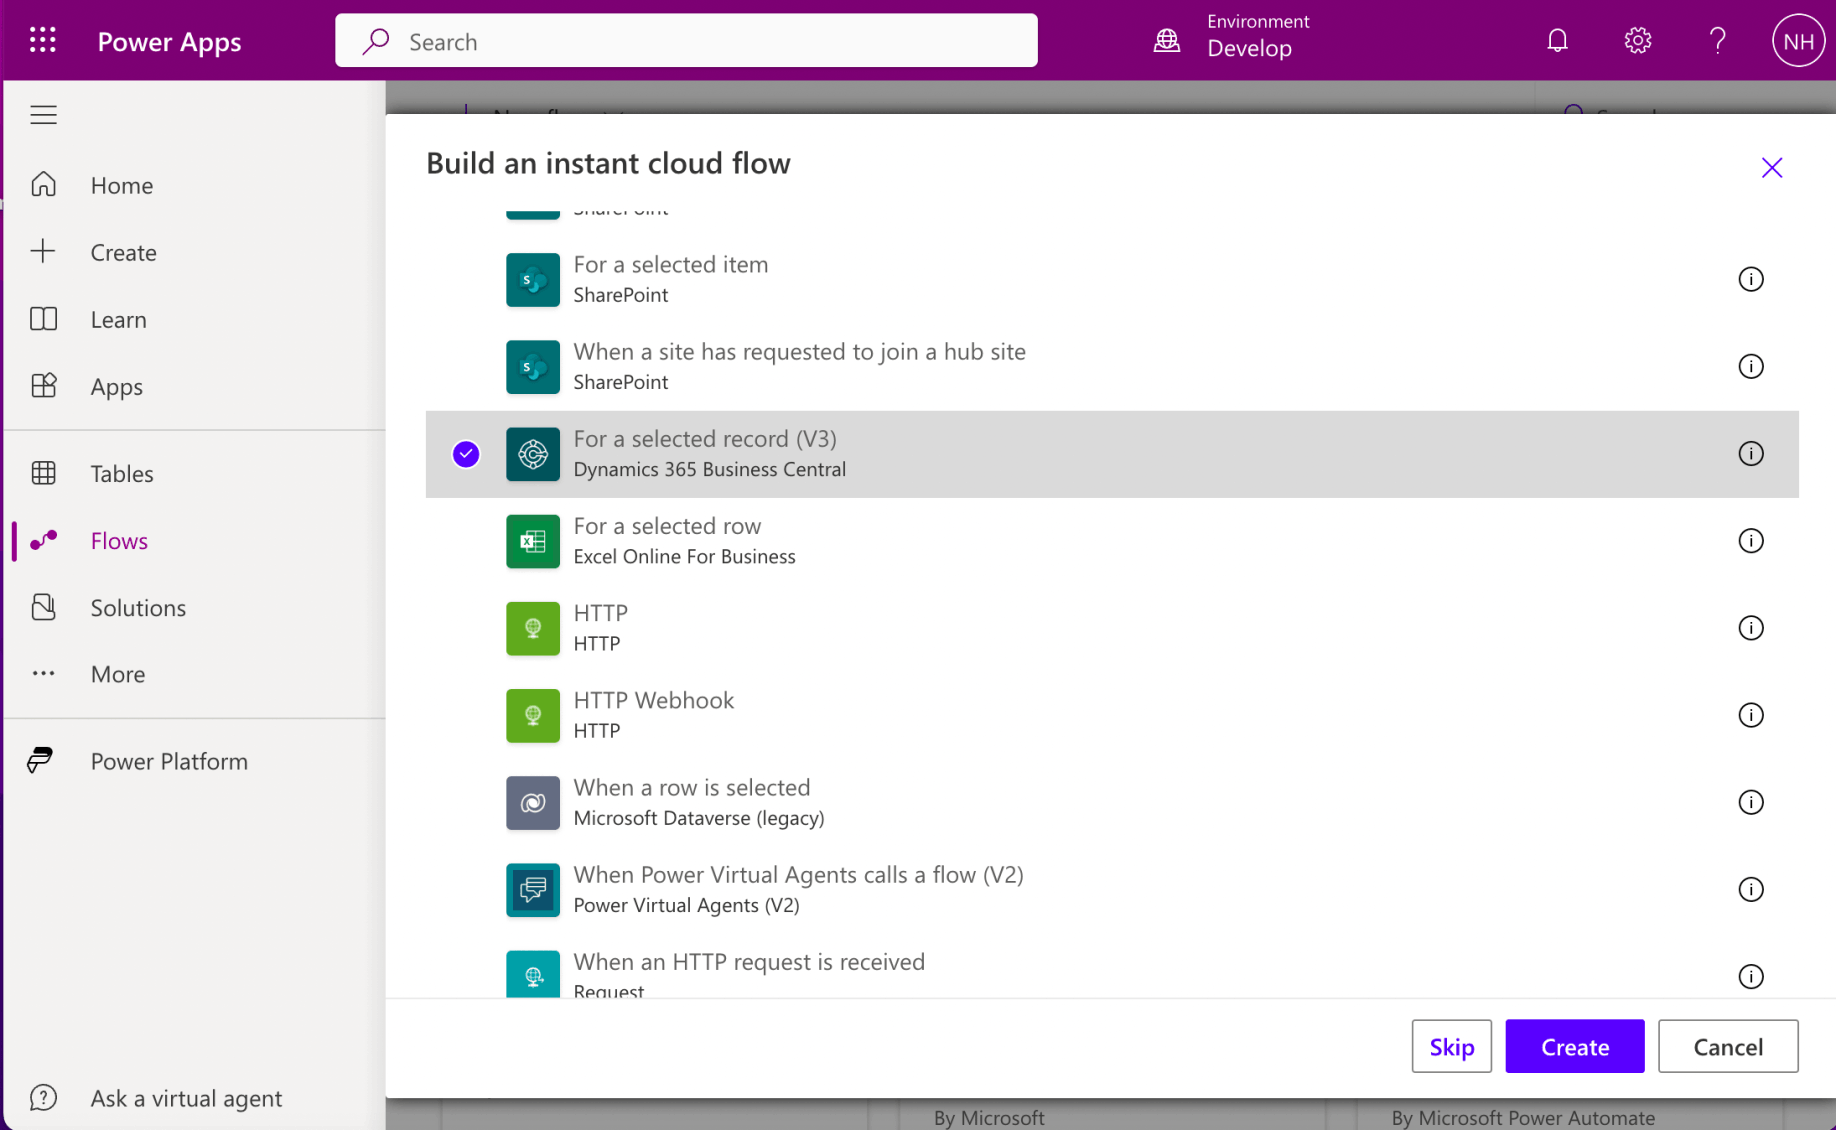 Power Apps
Search
Environment
Develop
NH
Home
Create
Learn
Apps
Tables
Flows
Solutions
More
Power Platform
Ask a virtual agent
Build an instant cloud flow
SharePoint
For a selected item
SharePoint
When a site has requested to join a hub site
SharePoint
For a selected record (V3)
Dynamics 365 Business Central
For a selected row
Excel Online For Business
HTTP
HTTP
HTTP Webhook
HTTP
When a row is selected
Microsoft Dataverse (legacy)
When Power Virtual Agents calls a flow (V2)
Power Virtual Agents (V2)
When an HTTP request is received
Request
Skip
Create
Cancel
By Microsoft
By Microsoft Power Automate